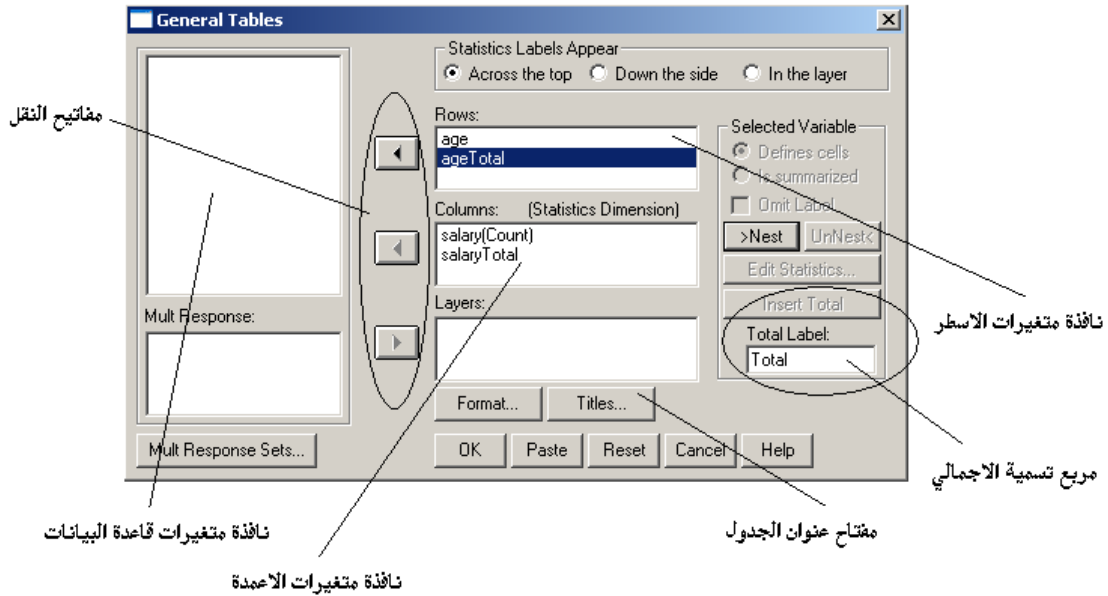 General Tables
Statistics Labels Appear
Across the top Down the side In the layer
مفاتيح النقل
Rows:
age
ageTotal
Selected Variable
Defines cells
Is summarized
Omit Label
Columns: (Statistics Dimension)
salary(Count)
salaryTotal
>Nest UnNest<
Edit Statistics...
Insert Total
Layers:
Mult Response:
Total Label:
Total
نافذة متغيرات الاسطر
Format... Titles...
Mult Response Sets...
OK Paste Reset Cancel Help
مربع تسمية الاجمالي
نافذة متغيرات قاعدة البيانات
مفتاح عنوان الجدول
نافذة متغيرات الاعمدة